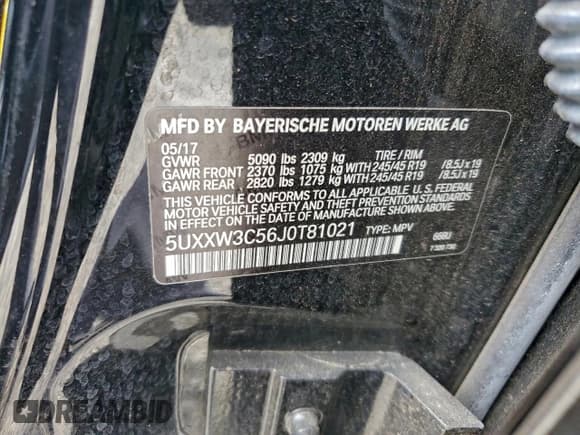 MFD BY BAYERISCHE MOTOREN WERKE AG
05/17
GVWR 5090 lbs 2309 kg TIRE / RIM
GAWR FRONT 2370 lbs 1075 kg WITH 245/45 R19 /8.5J x 19
GAWR REAR 2820 lbs 1279 kg WITH 245/45 R19 /8.5J x 19
THIS VEHICLE CONFORMS TO ALL APPLICABLE U. S. FEDERAL
MOTOR VEHICLE SAFETY AND THEFT PREVENTION STANDARDS
IN EFFECT ON THE DATE OF MANUFACTURE SHOWN ABOVE.
5UXXW3C56J0T81021 TYPE: MPV
DREAMBID